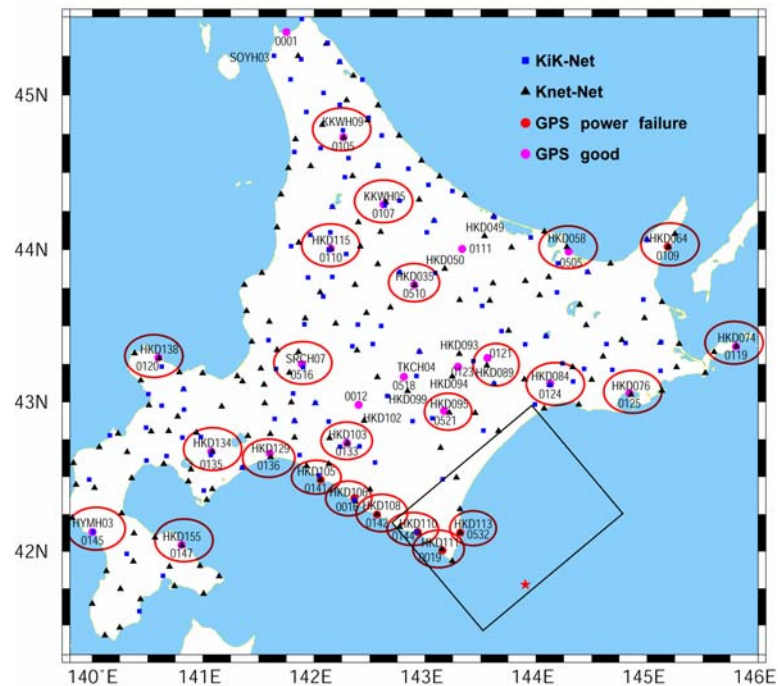 0001
SOYH03
KiK-Net
Knet-Net
GPS power failure
GPS good
45N
KKWH09
0105
KKWH05
0107
HKD049
HKD058
0505
HKD064
0109
44N
HKD115
0110
0111
HKD050
HKD035
0510
HKD138
0120
SRCH07
0516
HKD093
0121
0123
HKD089
HKD094
TKCH04
0518
HKD099
HKD084
0124
HKD074
0119
HKD076
0125
43N
0012
HKD102
HKD095
0521
HKD103
0133
HKD134
0135
HKD129
0136
HKD105
0141
HKD106
0015
HKD108
0142
HKD110
0144
HKD111
0019
HKD113
0532
HYMH03
0145
HKD155
0147
42N
140°E
141E
142E
143E
144E
145E
146E